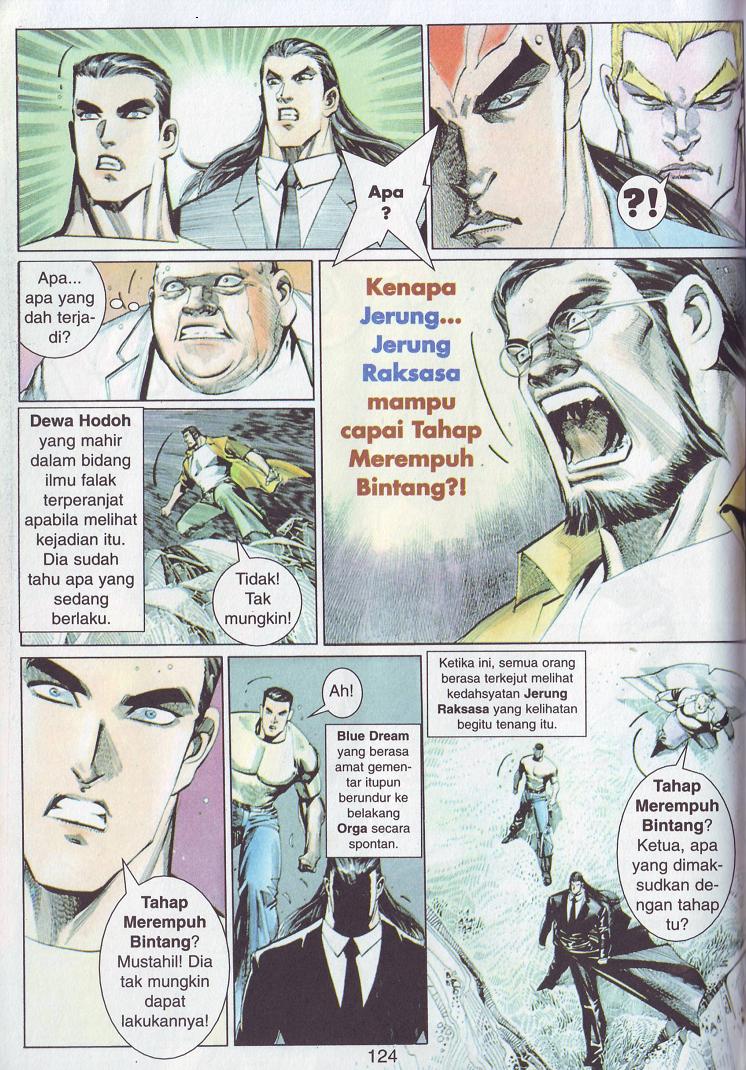 Apa
?
?!
Apa...
apa yang
dah terja-
di?
Kenapa
Jerung...
Jerung
Raksasa
mampu
capai Tahap
Merempuh
Bintang?!
Dewa Hodoh
yang mahir
dalam bidang
ilmu falak
terperanjat
apabila melihat
kejadian itu.
Dia sudah
tahu apa yang
sedang
berlaku.
Tidak!
Tak
mungkin!
Tahap
Merempuh
Bintang?
Mustahil! Dia
tak mungkin
dapat
lakukannya!
Ah!
Blue Dream
yang berasa
amat gemen-
tar itupun
berundur ke
belakang
Orga secara
spontan.
Ketika ini, semua orang
berasa terkejut melihat
kedahsyatan Jerung
Raksasa yang kelihatan
begitu tenang itu.
Tahap
Merempuh
Bintang?
Ketua, apa
yang dimak-
sudkan de-
ngan tahap
tu?
124